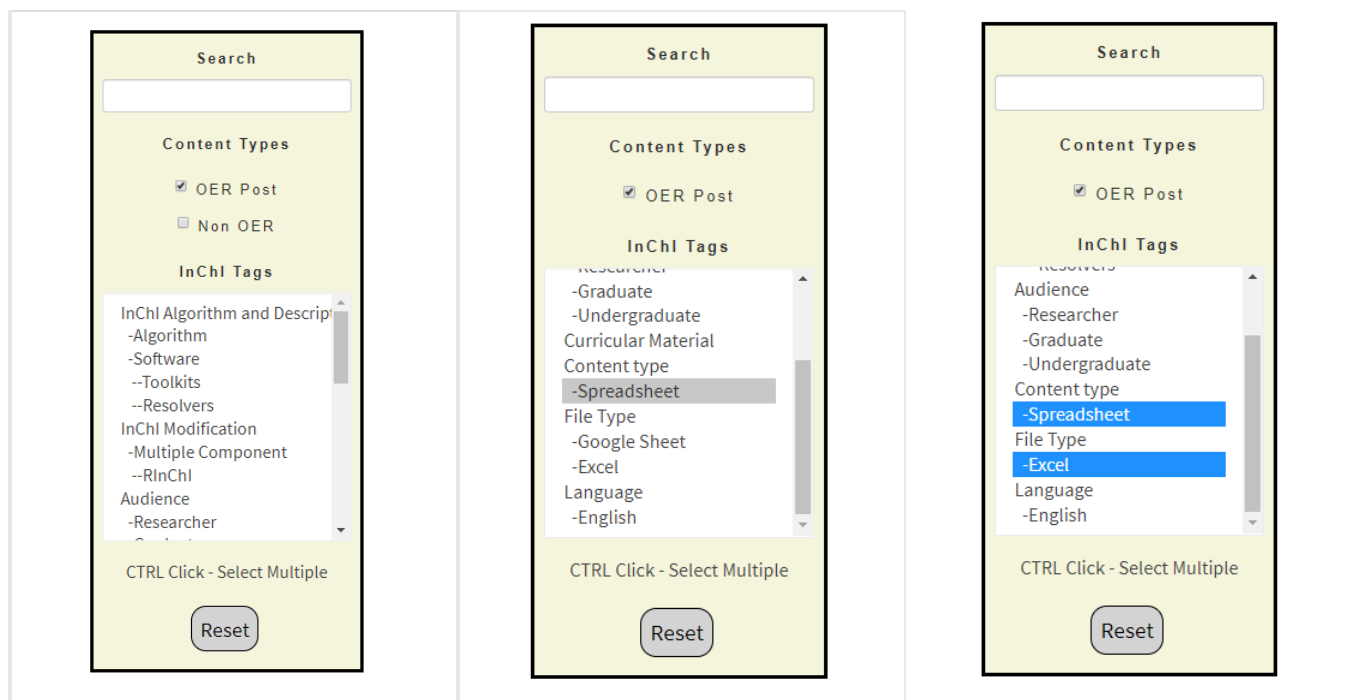 Search
Content Types
OER Post
Non OER
InChI Tags
InChI Algorithm and Descript
-Algorithm
-Software
--Toolkits
--Resolvers
InChI Modification
-Multiple Component
--RInChI
Audience
-Researcher
CTRL Click - Select Multiple
Reset
Search
Content Types
OER Post
InChI Tags
-Researcher
-Graduate
-Undergraduate
Curricular Material
Content type
-Spreadsheet
File Type
-Google Sheet
-Excel
Language
-English
CTRL Click - Select Multiple
Reset
Search
Content Types
OER Post
InChI Tags
--Resolvers
Audience
-Researcher
-Graduate
-Undergraduate
Content type
-Spreadsheet
File Type
-Excel
Language
-English
CTRL Click - Select Multiple
Reset